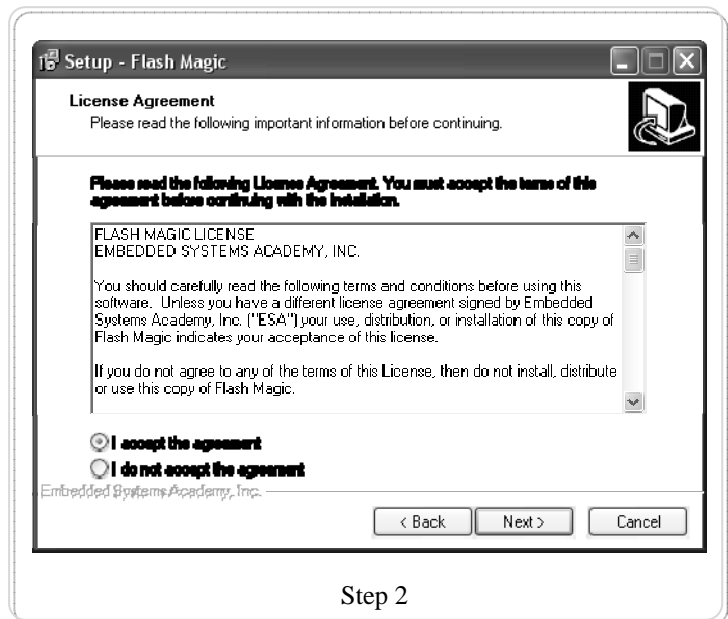 Setup - Flash Magic
License Agreement
Please read the following important information before continuing.
Please read the following License Agreement. You must accept the terms of this
agreement before continuing with the installation.
FLASH MAGIC LICENSE
EMBEDDED SYSTEMS ACADEMY, INC.
You should carefully read the following terms and conditions before using this
software. Unless you have a different license agreement signed by Embedded
Systems Academy, Inc. ("ESA") your use, distribution, or installation of this copy of
Flash Magic indicates your acceptance of this license.
If you do not agree to any of the terms of this License, then do not install, distribute
or use this copy of Flash Magic.
I accept the agreement
I do not accept the agreement
Embedded Systems Academy, Inc.
< Back
Next >
Cancel
Step 2